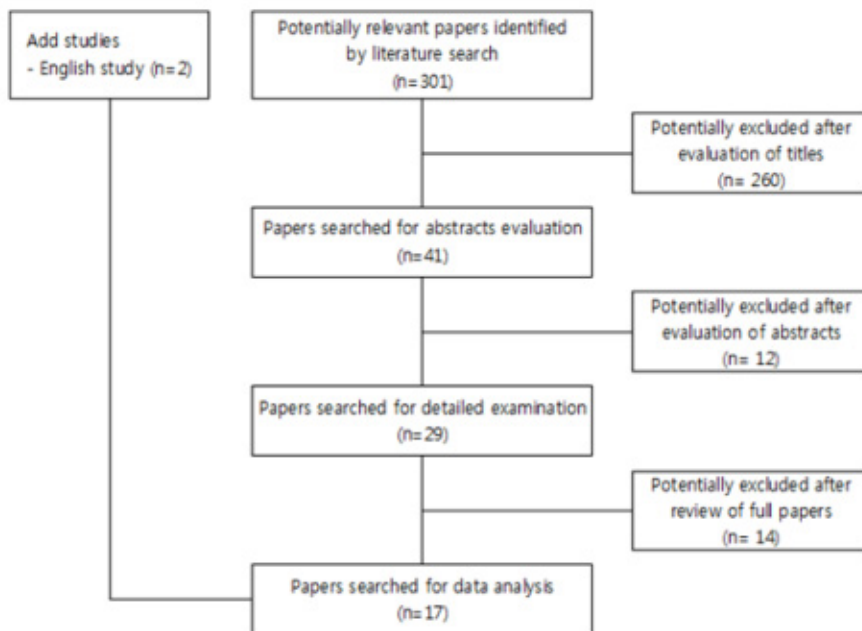 Add studies
- English study (n=2)
Potentially relevant papers identified
by literature search
(n=301)
Potentially excluded after
evaluation of titles
(n= 260)
Papers searched for abstracts evaluation
(n=41)
Potentially excluded after
evaluation of abstracts
(n= 12)
Papers searched for detailed examination
(n=29)
Potentially excluded after
review of full papers
(n= 14)
Papers searched for data analysis
(n=17)